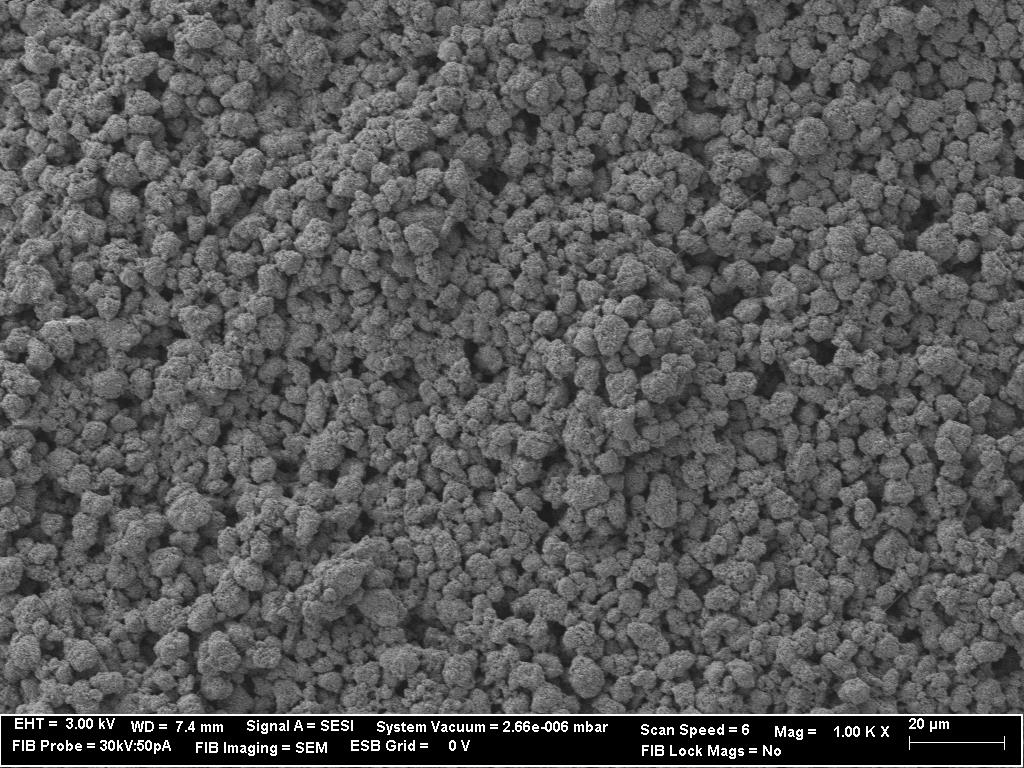 EHT = 3.00 kV WD = 7.4 mm Signal A = SESI System Vacuum = 2.66e-006 mbar Scan Speed = 6 Mag = 1.00 K X 20 µm
FIB Probe = 30kV:50pA FIB Imaging = SEM ESB Grid = 0 V FIB Lock Mags = No